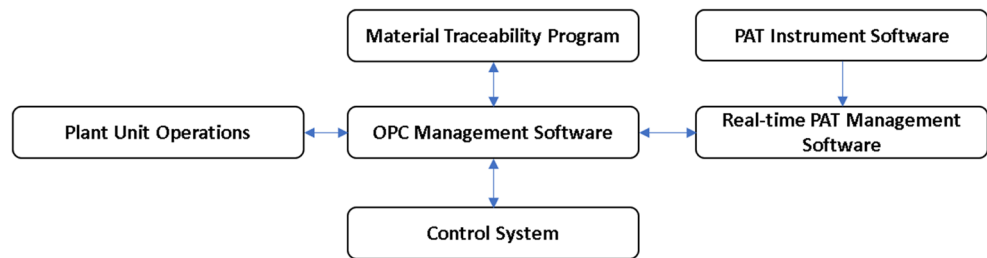 Material Traceability Program
PAT Instrument Software
Plant Unit Operations
OPC Management Software
Real-time PAT Management
Software
Control System